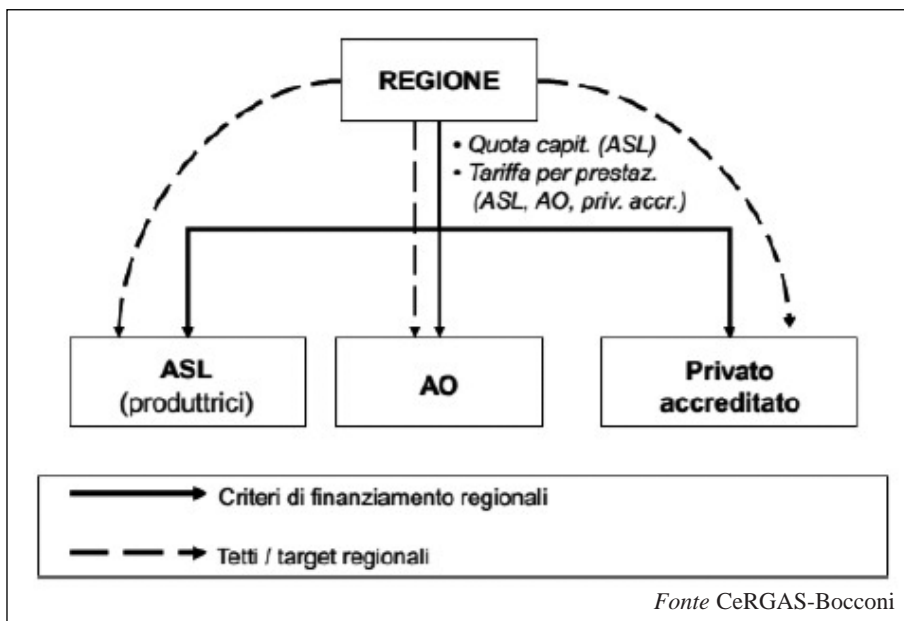 REGIONE
• Quota capit. (ASL)
• Tariffa per prestaz.
(ASL, AO, priv. accr.)
ASL
(produttrici)
AO
Privato
accreditato
Criteri di finanziamento regionali
Tetti / target regionali
Fonte CeRGAS-Bocconi